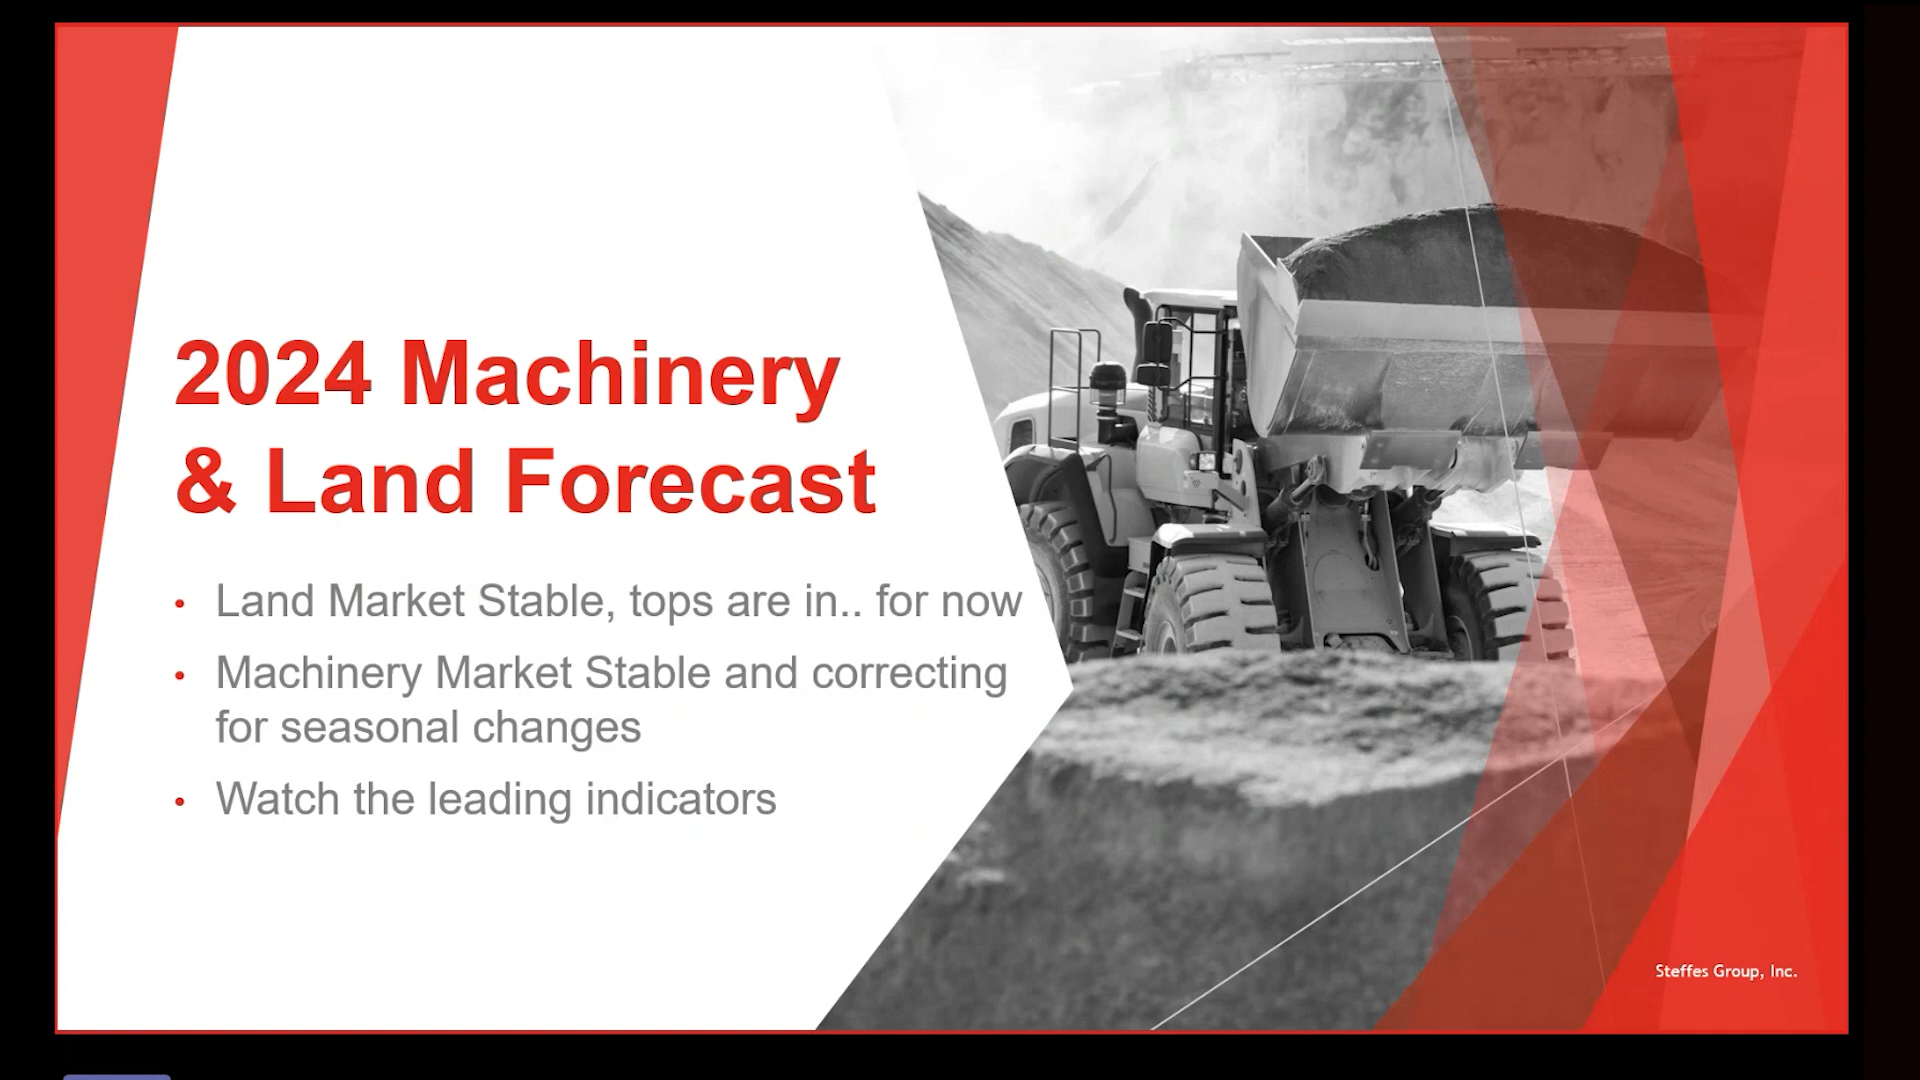 2024 Machinery
& Land Forecast
• Land Market Stable, tops are in.. for now
• Machinery Market Stable and correcting
for seasonal changes
• Watch the leading indicators
Steffes Group, Inc.